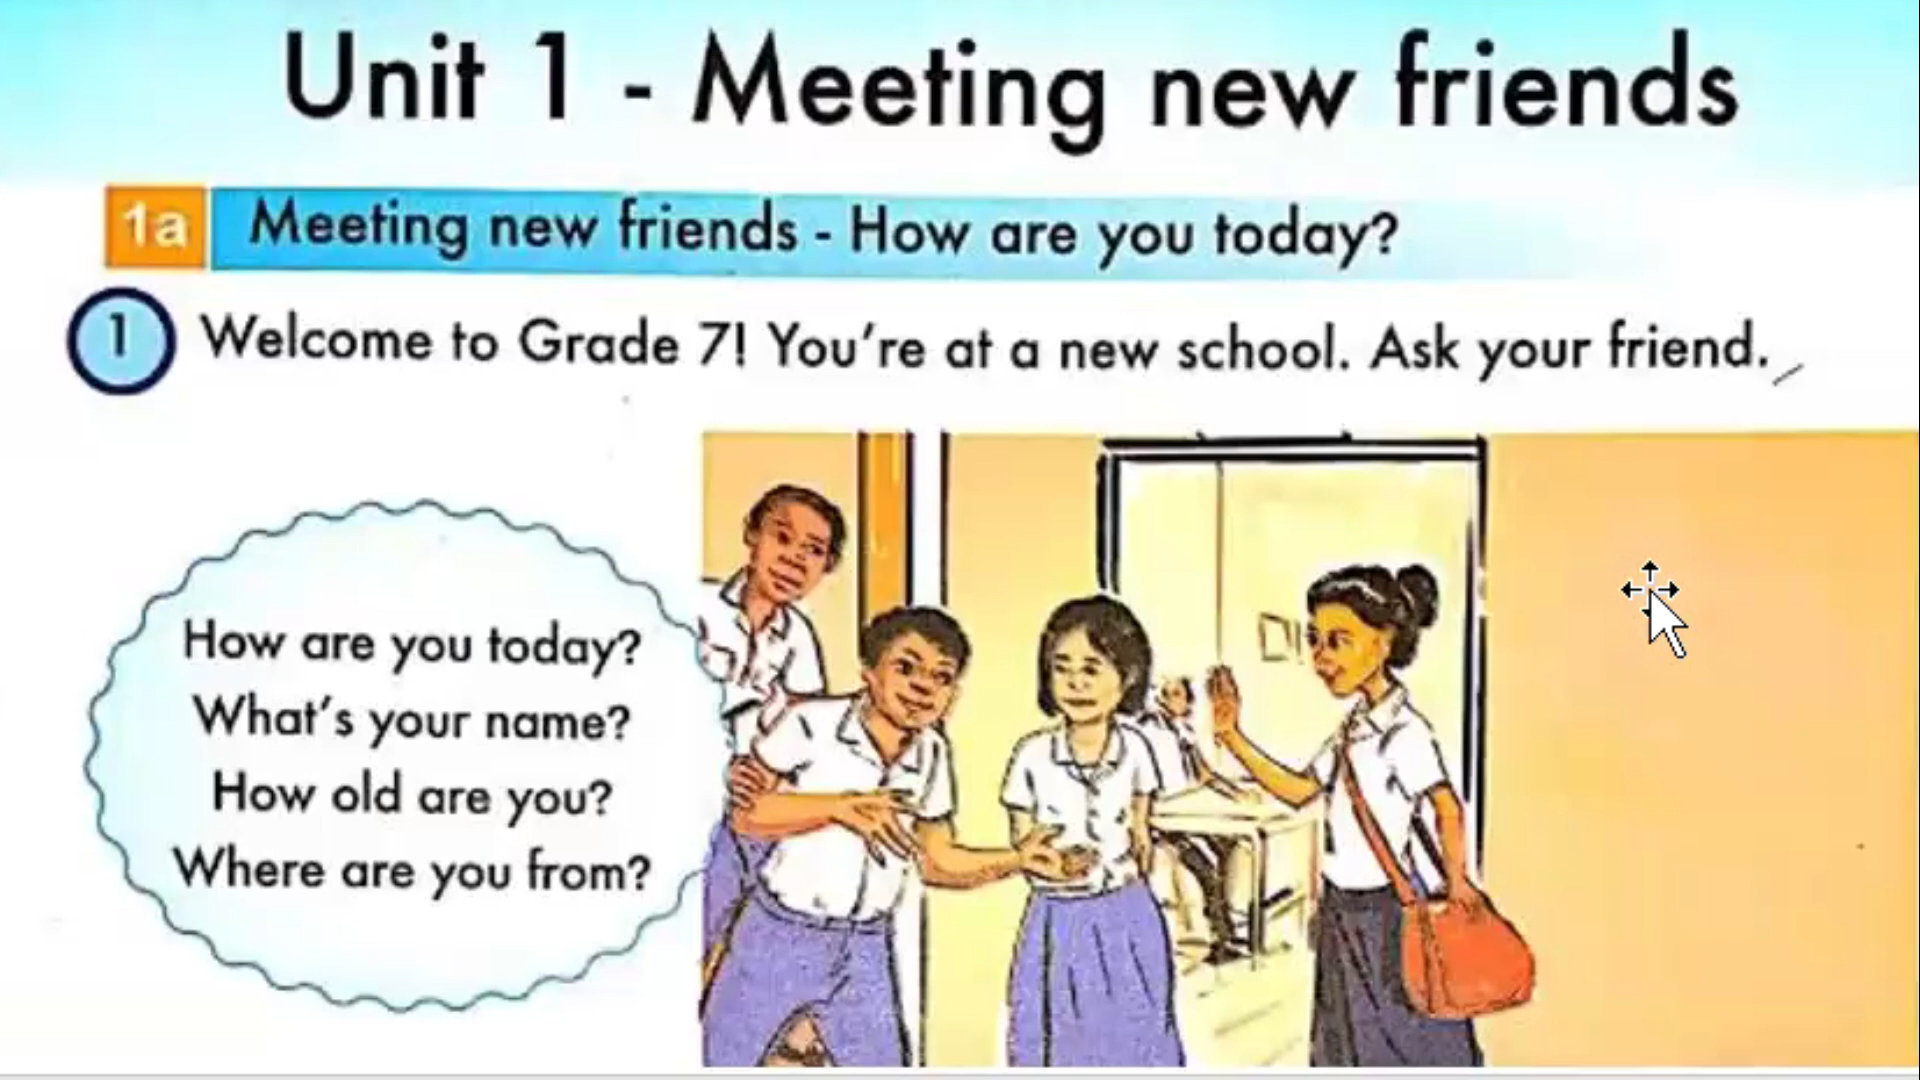 Unit 1 - Meeting new friends
1a Meeting new friends - How are you today?
1 Welcome to Grade 7! You're at a new school. Ask your friend.
How are you today?
What's your name?
How old are you?
Where are you from?